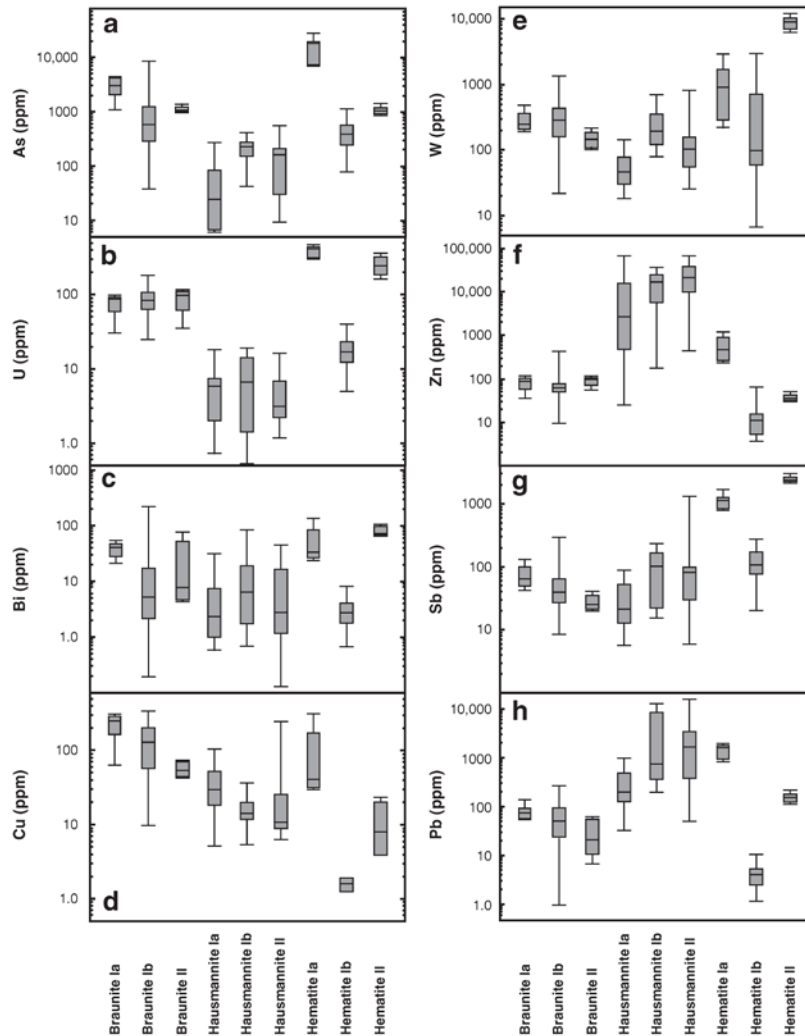 a
As (ppm)
10,000
1000
100
10
b
U (ppm)
100
10
1.0
c
Bi (ppm)
1000
100
10
1.0
d
Cu (ppm)
100
10
1.0
Braunite Ia
Braunite Ib
Braunite II
Hausmannite Ia
Hausmannite Ib
Hausmannite II
Hematite Ia
Hematite Ib
Hematite II
e
W (ppm)
10,000
1000
100
10
f
Zn (ppm)
100,000
10,000
1000
100
10
g
Sb (ppm)
1000
100
10
h
Pb (ppm)
10,000
1000
100
10
1.0
Braunite Ia
Braunite Ib
Braunite II
Hausmannite Ia
Hausmannite Ib
Hausmannite II
Hematite Ia
Hematite Ib
Hematite II